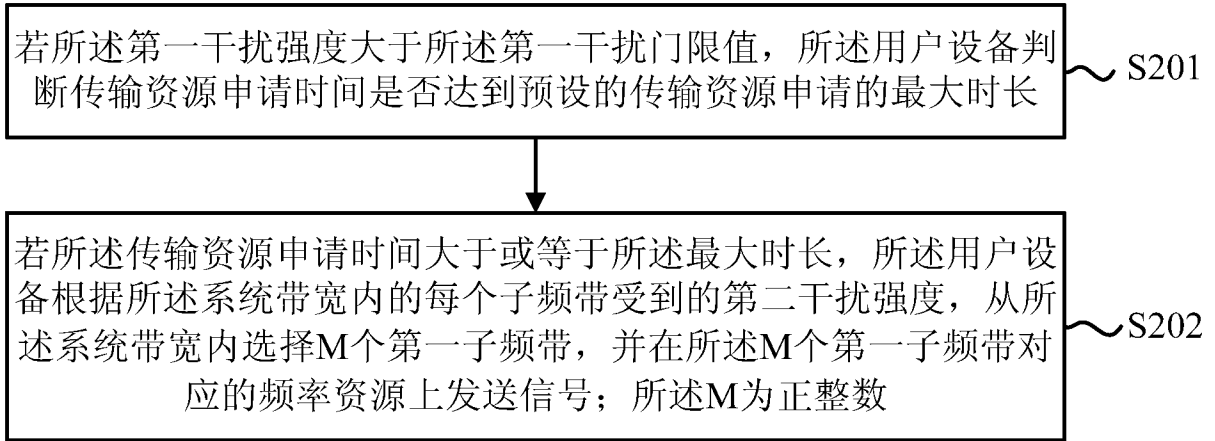 若所述第一干扰强度大于所述第一干扰门限值，所述用户设备判
断传输资源申请时间是否达到预设的传输资源申请的最大时长
S201
若所述传输资源申请时间大于或等于所述最大时长，所述用户设
备根据所述系统带宽内的每个子频带受到的第二干扰强度，从所
述系统带宽内选择M个第一子频带，并在所述M个第一子频带对
应的频率资源上发送信号；所述M为正整数
S202